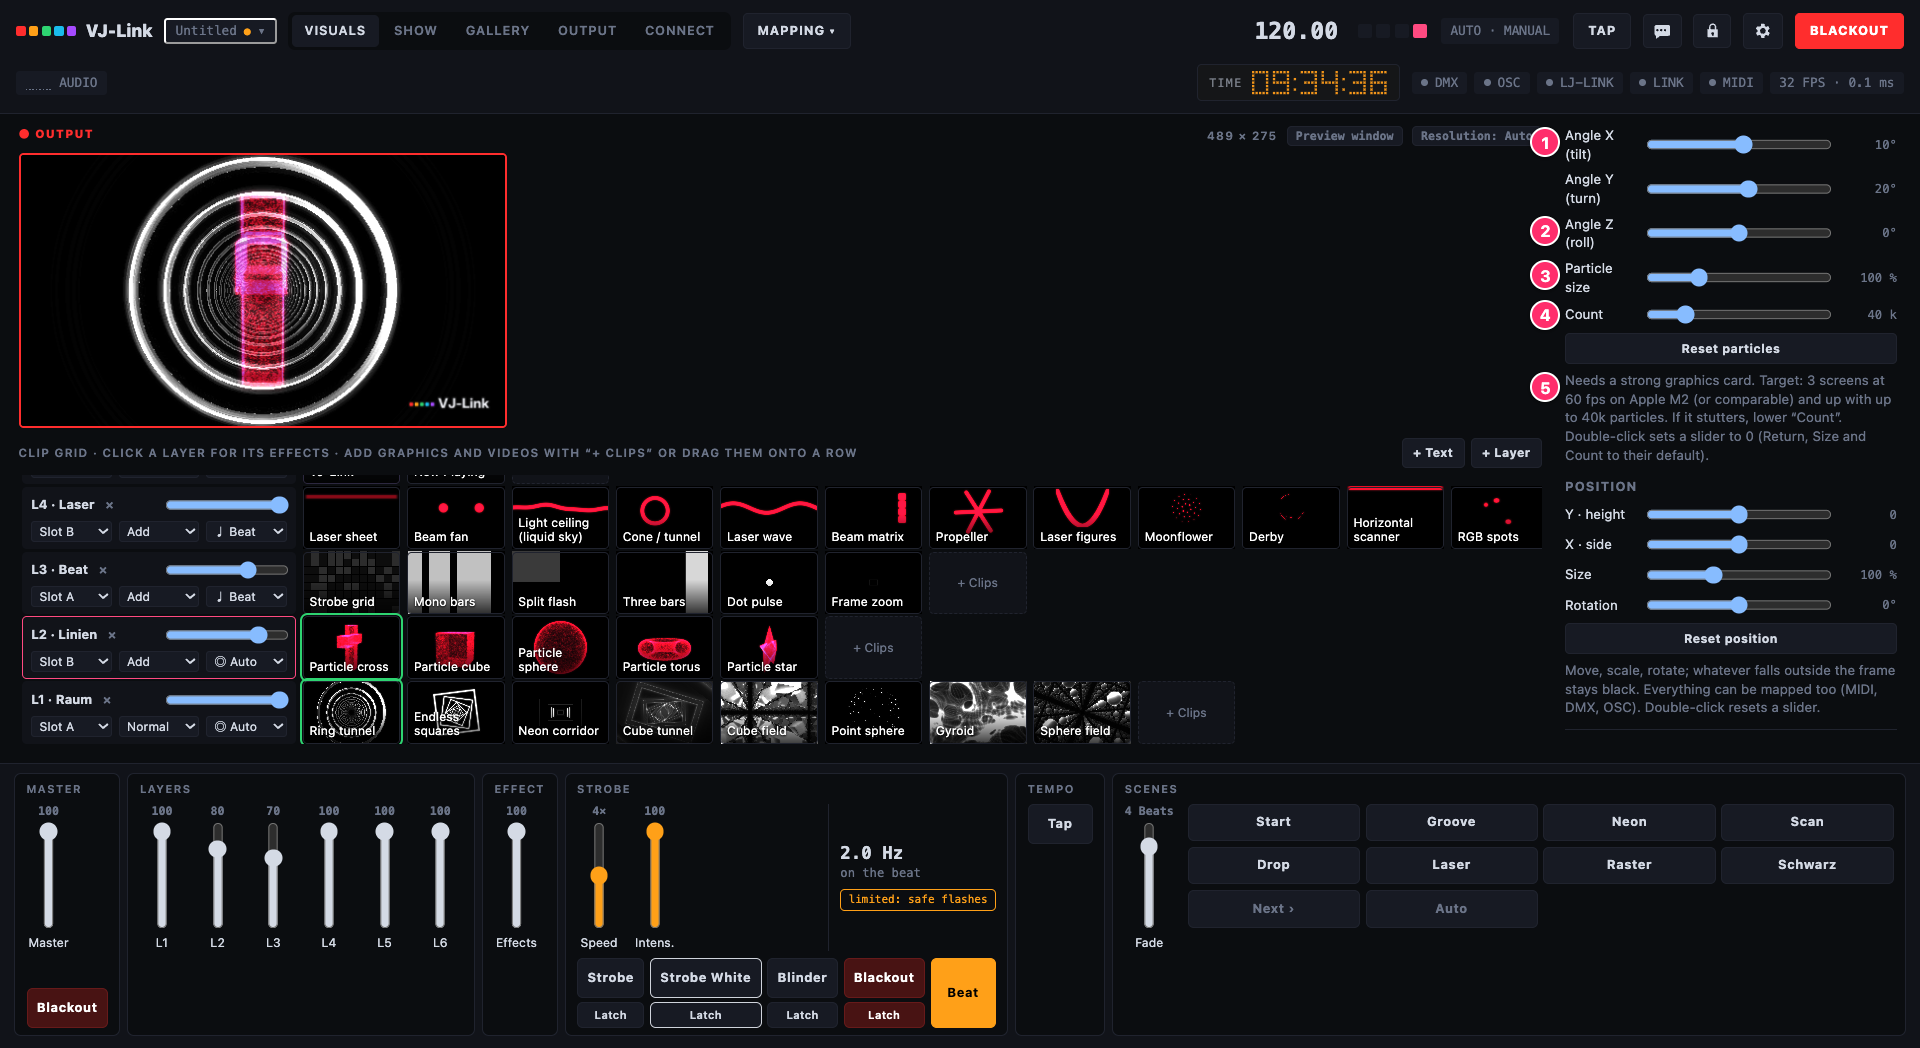 VJ-Link
Untitled
VISUALS
SHOW
GALLERY
OUTPUT
CONNECT
MAPPING
120.00
AUTO · MANUAL
TAP
BLACKOUT
AUDIO
TIME 09:34:36
DMX
OSC
LJ-LINK
LINK
MIDI
32 FPS · 0.1 ms
OUTPUT
489 × 275
Preview window
Resolution: Auto
VJ-Link
1
Angle X
(tilt)
10°
Angle Y
(turn)
20°
2
Angle Z
(roll)
0°
3
Particle
size
100 %
4
Count
40 k
Reset particles
5
Needs a strong graphics card. Target: 3 screens at
60 fps on Apple M2 (or comparable) and up with up
to 40k particles. If it stutters, lower “Count”.
Double-click sets a slider to 0 (Return, Size and
Count to their default).
POSITION
Y · height
0
X · side
0
Size
100 %
Rotation
0°
Reset position
Move, scale, rotate; whatever falls outside the frame
stays black. Everything can be mapped too (MIDI,
DMX, OSC). Double-click resets a slider.
CLIP GRID · CLICK A LAYER FOR ITS EFFECTS · ADD GRAPHICS AND VIDEOS WITH “+ CLIPS” OR DRAG THEM ONTO A ROW
+ Text
+ Layer
L4 · Laser ×
Slot B
Add
♩ Beat
Laser sheet
Beam fan
Light ceiling
(liquid sky)
Cone / tunnel
Laser wave
Beam matrix
Propeller
Laser figures
Moonflower
Derby
Horizontal
scanner
RGB spots
L3 · Beat ×
Slot A
Add
♩ Beat
Strobe grid
Mono bars
Split flash
Three bars
Dot pulse
Frame zoom
+ Clips
L2 · Linien ×
Slot B
Add
◎ Auto
Particle cross
Particle cube
Particle
sphere
Particle torus
Particle star
+ Clips
L1 · Raum ×
Slot A
Normal
◎ Auto
Ring tunnel
Endless
squares
Neon corridor
Cube tunnel
Cube field
Point sphere
Gyroid
Sphere field
+ Clips
MASTER
100
Master
Blackout
LAYERS
100
80
70
100
100
100
L1
L2
L3
L4
L5
L6
EFFECT
100
Effects
STROBE
4×
100
Speed
Intens.
2.0 Hz
on the beat
limited: safe flashes
Strobe
Strobe White
Blinder
Blackout
Beat
Latch
Latch
Latch
Latch
TEMPO
Tap
SCENES
4 Beats
Fade
Start
Groove
Neon
Scan
Drop
Laser
Raster
Schwarz
Next ›
Auto